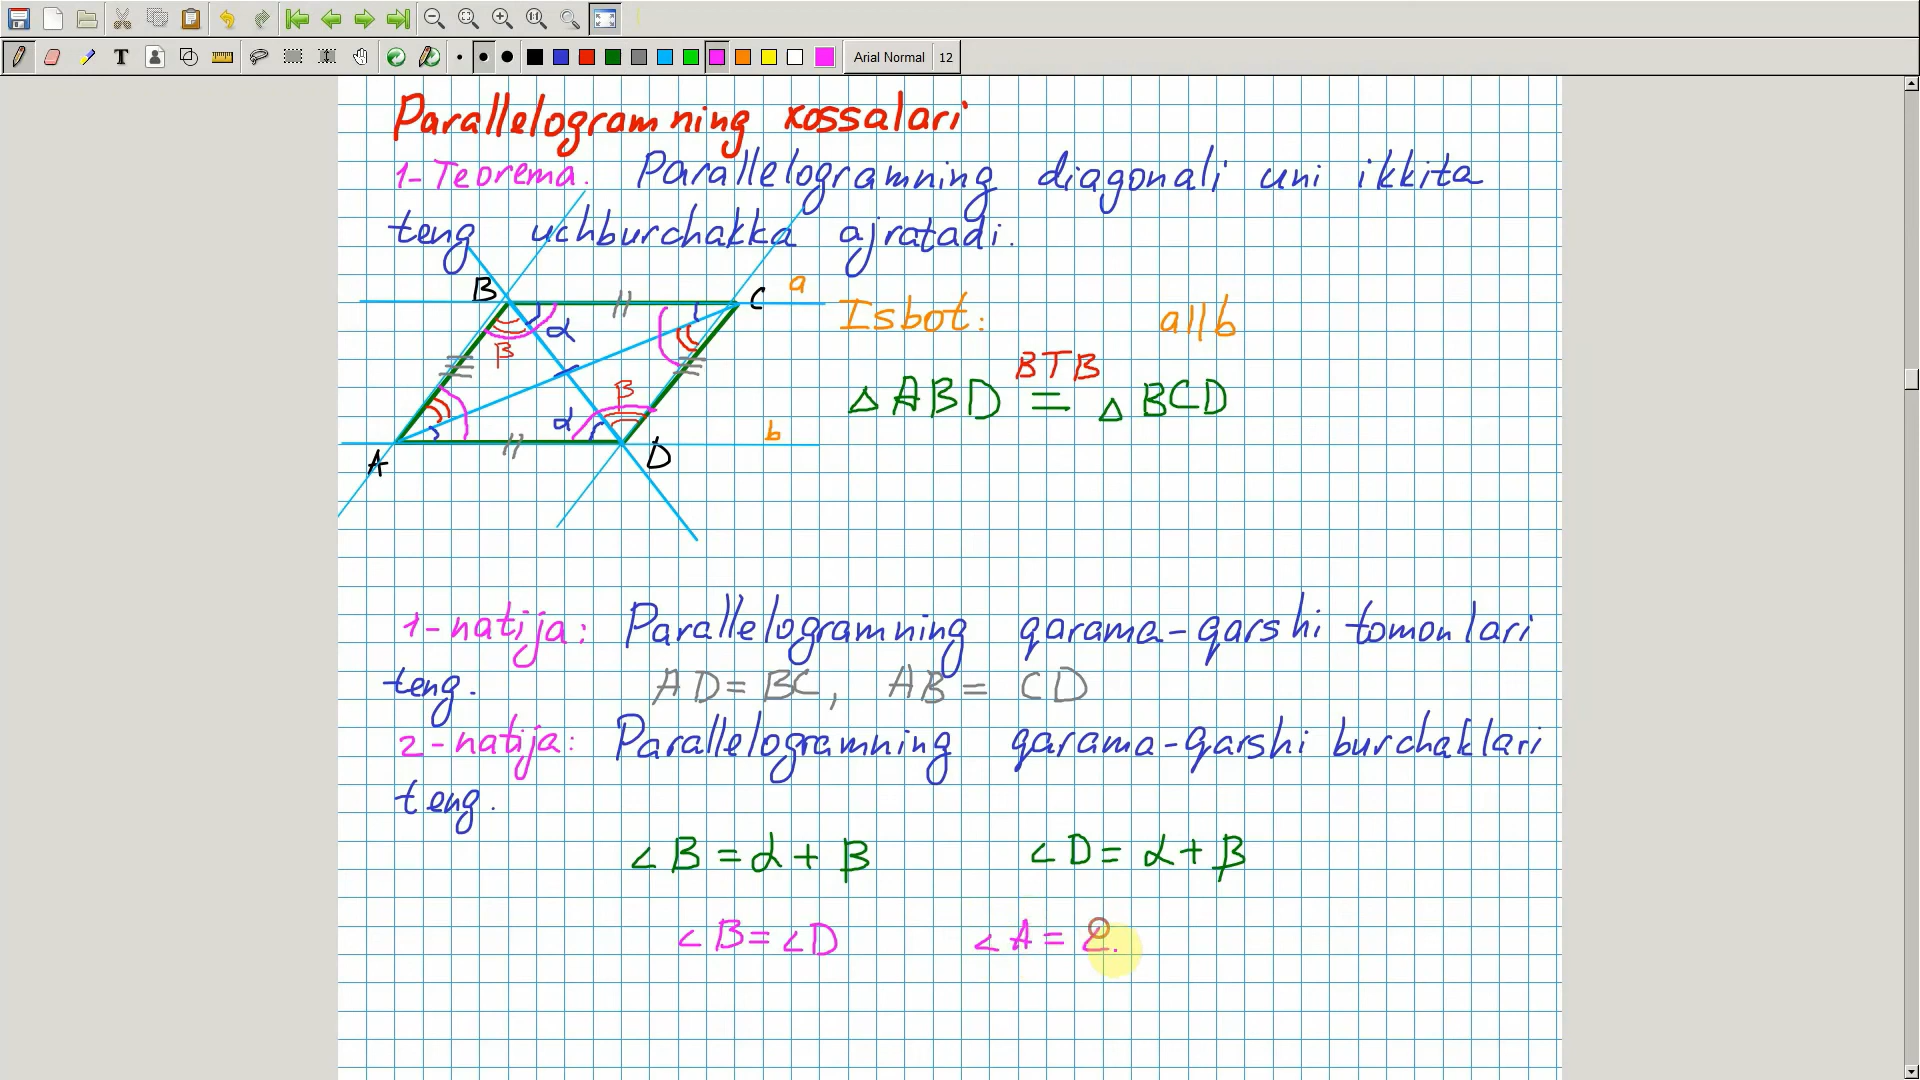 Arial Normal 12
Parallelogramning xossalari
1-Teorema. Parallelogramning diagonali uni ikkita
teng uchburchakka ajratadi.
B C a
Isbot: a||b
α β
BTB
△ABD = △BCD
β α
b
A D
1-natija: Parallelogramning qarama-qarshi tomonlari
teng. AD=BC, AB = CD
2-natija: Parallelogramning qarama-qarshi burchaklari
teng.
∠B=α+β ∠D=α+β
∠B=∠D ∠A=∠